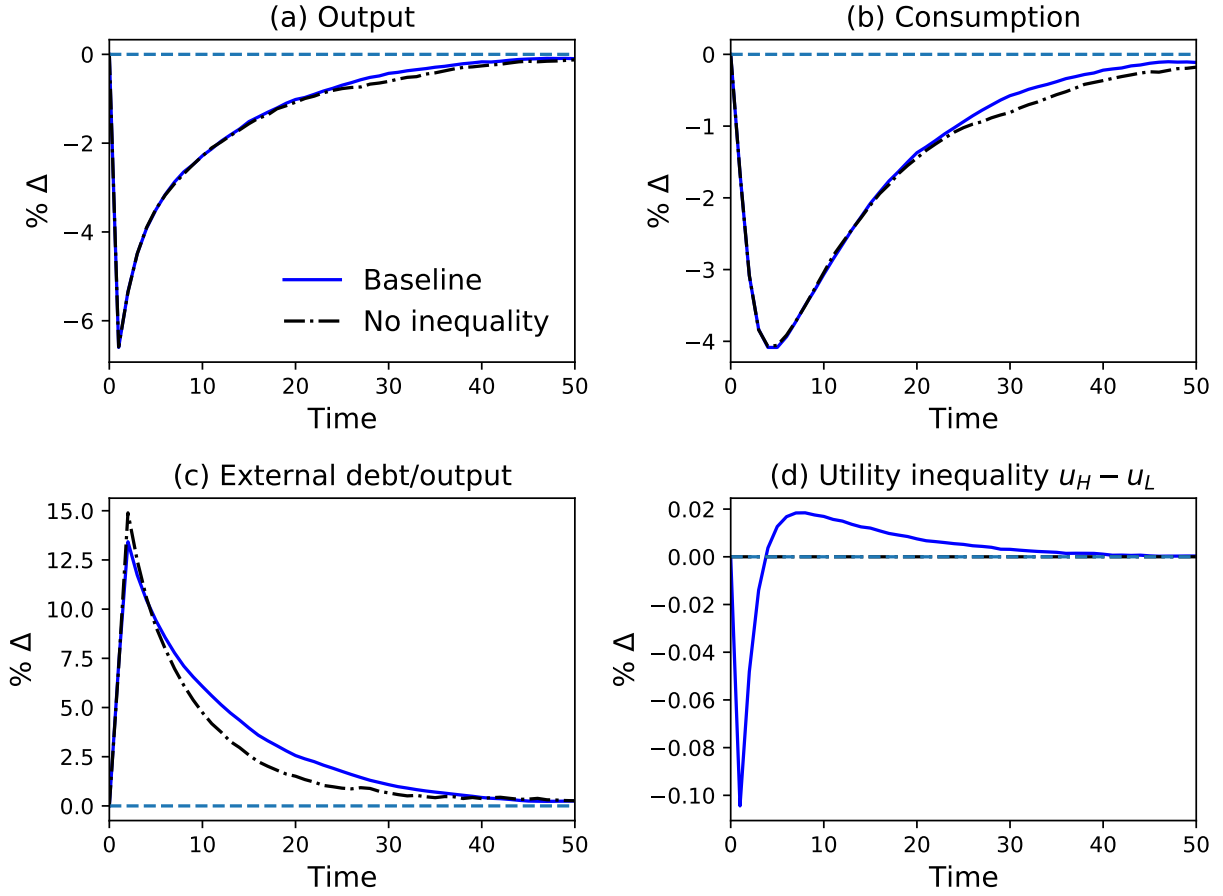 (a) Output
% Δ
0
−2
−4
−6
Baseline
No inequality
0 10 20 30 40 50
Time
(b) Consumption
% Δ
0
−1
−2
−3
−4
0 10 20 30 40 50
Time
(c) External debt/output
% Δ
15.0
12.5
10.0
7.5
5.0
2.5
0.0
0 10 20 30 40 50
Time
(d) Utility inequality u_H − u_L
% Δ
0.02
0.00
−0.02
−0.04
−0.06
−0.08
−0.10
0 10 20 30 40 50
Time